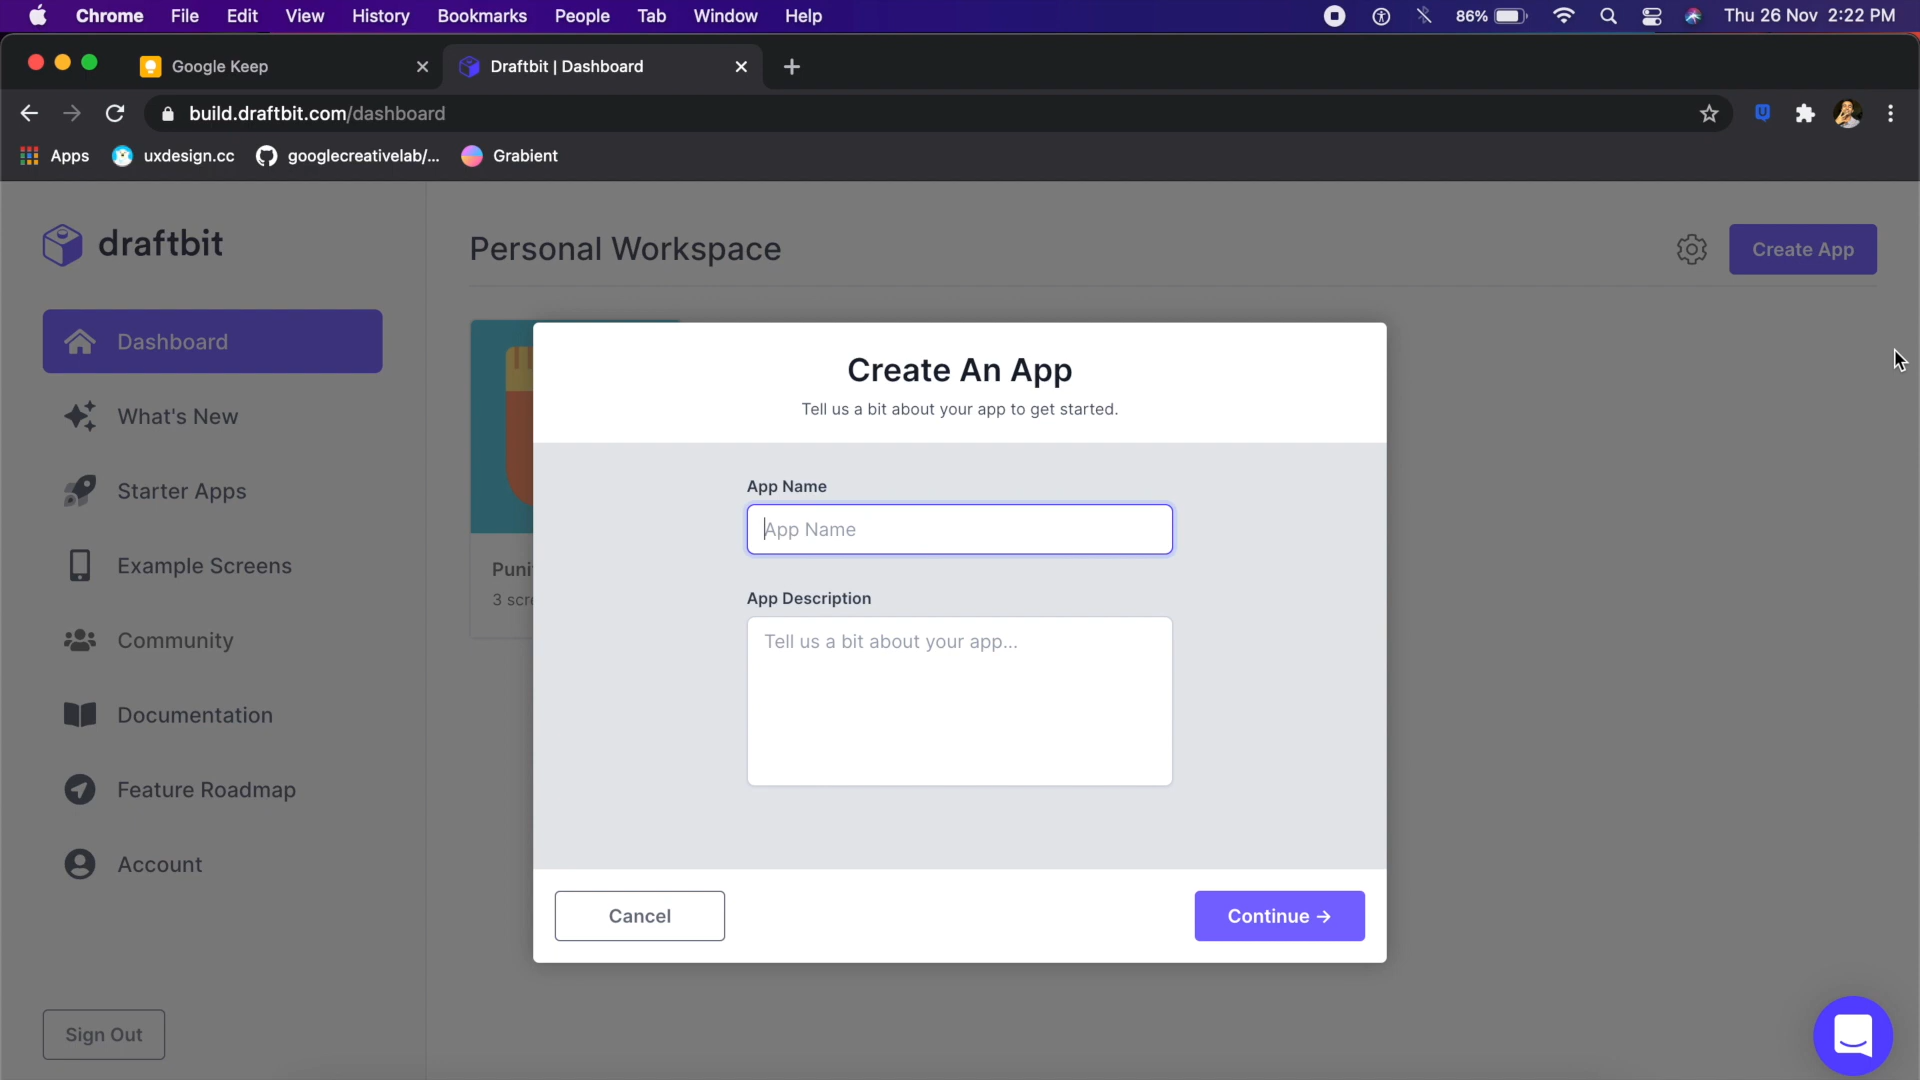 Chrome File Edit View History Bookmarks People Tab Window Help 86% Thu 26 Nov 2:22 PM
Google Keep Draftbit | Dashboard
build.draftbit.com/dashboard
Apps uxdesign.cc googlecreativelab/... Grabient
draftbit
Personal Workspace
Create App
Dashboard
What's New
Starter Apps
Example Screens
Community
Documentation
Feature Roadmap
Account
Sign Out
Puni
3 scre
Create An App
Tell us a bit about your app to get started.
App Name
App Name
App Description
Tell us a bit about your app...
Cancel
Continue →